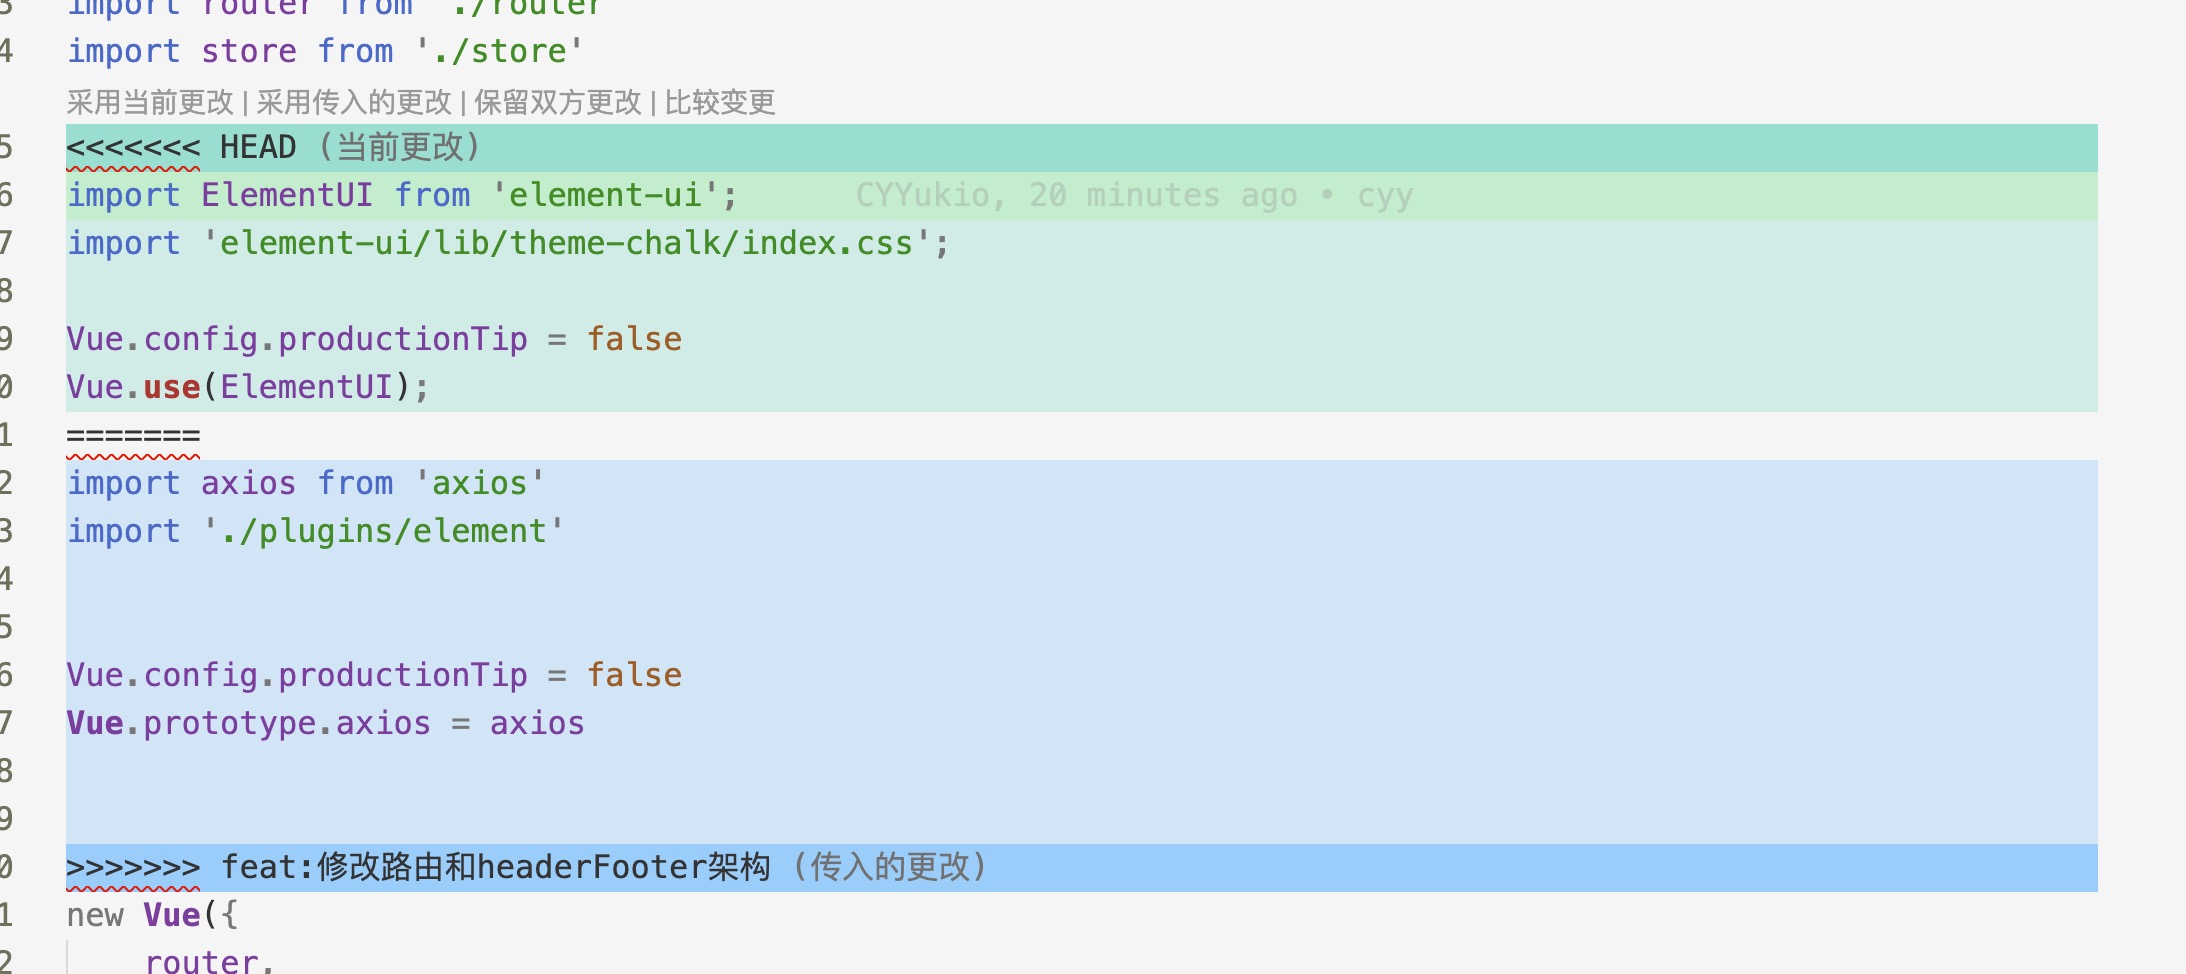 3 import router from './router'
4 import store from './store'
采用当前更改 | 采用传入的更改 | 保留双方更改 | 比较变更
5 <<<<<<< HEAD (当前更改)
6 import ElementUI from 'element-ui'; CYYukio, 20 minutes ago • cyy
7 import 'element-ui/lib/theme-chalk/index.css';
8
9 Vue.config.productionTip = false
0 Vue.use(ElementUI);
1 =======
2 import axios from 'axios'
3 import './plugins/element'
4
5
6 Vue.config.productionTip = false
7 Vue.prototype.axios = axios
8
9
0 >>>>>>> feat:修改路由和headerFooter架构 (传入的更改)
1 new Vue({
2 router,